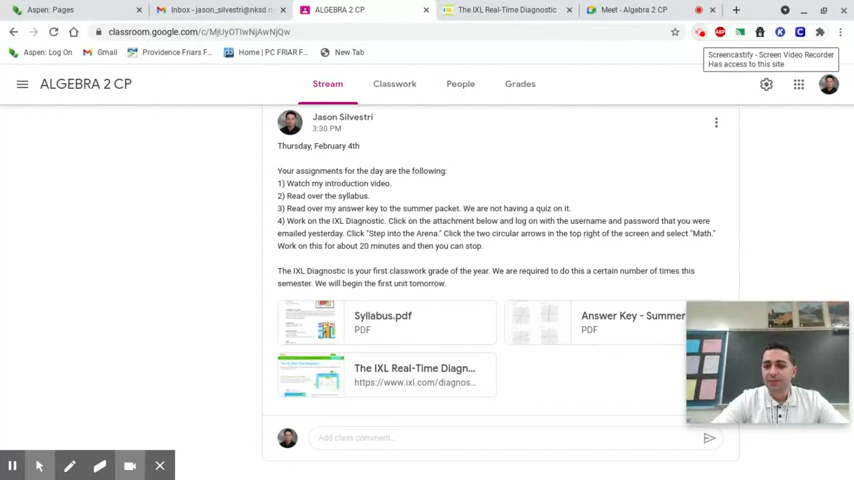 Aspen: Pages
Inbox - jason_silvestri@nksd.n
ALGEBRA 2 CP
The IXL Real-Time Diagnostic
Meet - Algebra 2 CP
classroom.google.com/c/MjUyOTIwNjAwNjQw
Aspen: Log On
Gmail
Providence Friars F...
Home | PC FRIAR F...
New Tab
Screencastify - Screen Video Recorder
Has access to this site
ALGEBRA 2 CP
Stream
Classwork
People
Grades
Jason Silvestri
3:30 PM
Thursday, February 4th
Your assignments for the day are the following:
1) Watch my introduction video.
2) Read over the syllabus.
3) Read over my answer key to the summer packet. We are not having a quiz on it.
4) Work on the IXL Diagnostic. Click on the attachment below and log on with the username and password that you were
emailed yesterday. Click "Step into the Arena." Click the two circular arrows in the top right of the screen and select "Math."
Work on this for about 20 minutes and then you can stop.
The IXL Diagnostic is your first classwork grade of the year. We are required to do this a certain number of times this
semester. We will begin the first unit tomorrow.
Syllabus.pdf
PDF
Answer Key - Summer
PDF
The IXL Real-Time Diagn...
https://www.ixl.com/diagnos...
Add class comment...